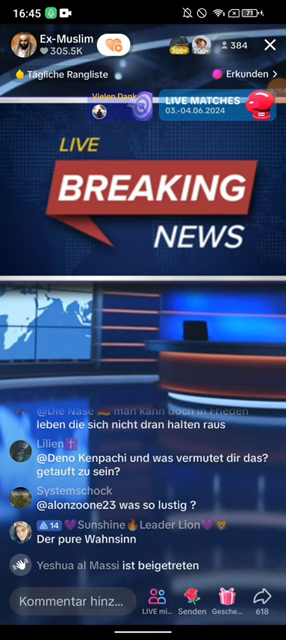 16:45
71
Ex-Muslim
305.5K
384
Tägliche Rangliste
Erkunden >
Vielen Dank
LIVE MATCHES
03.-04.06.2024
LIVE
BREAKING
NEWS
@Die Nase man kann doch in Frieden
leben die sich nicht dran halten raus
Lilien
@Deno Kenpachi und was vermutet dir das?
getauft zu sein?
Systemschock
@alonzoone23 was so lustig ?
14 💜Sunshine🔥Leader Lion💜🦁
Der pure Wahnsinn
Yeshua al Massi ist beigetreten
Kommentar hinz...
LIVE mi...
Senden
Gesche...
618